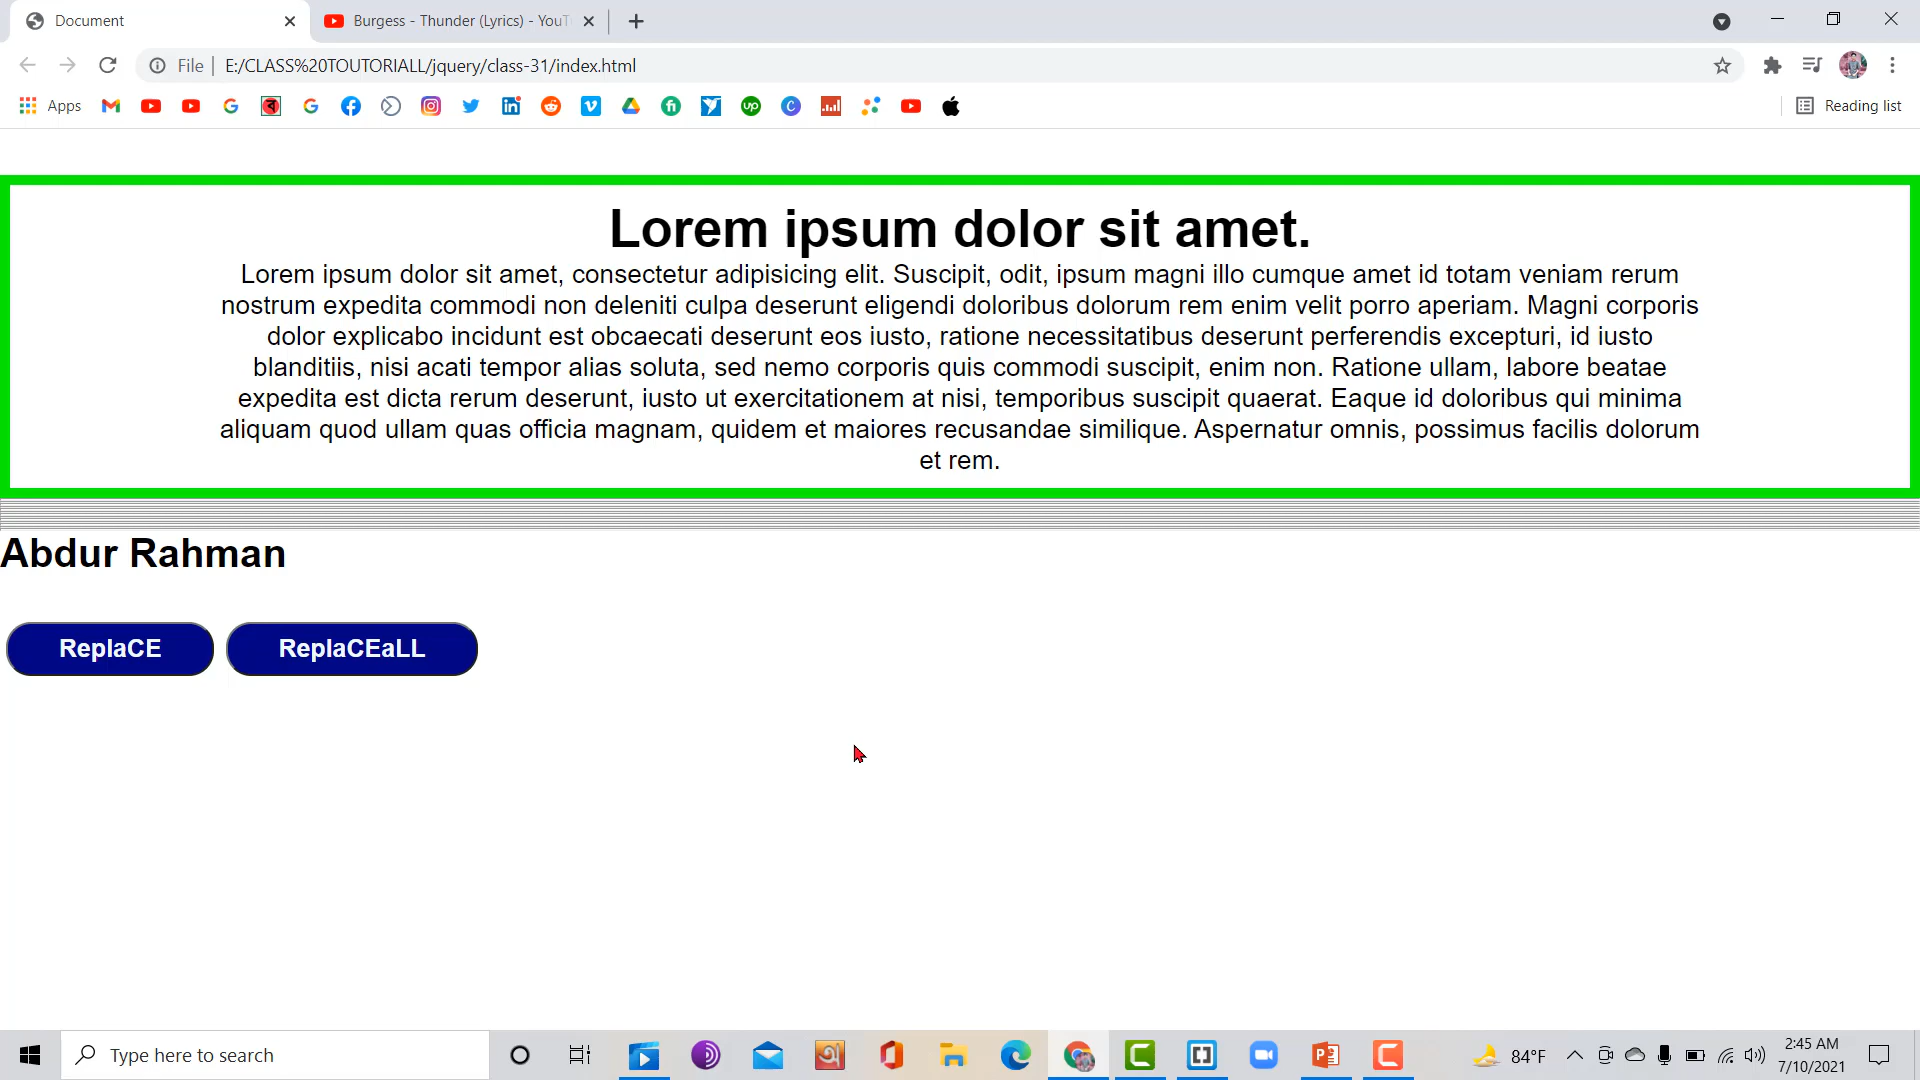 Document
Burgess - Thunder (Lyrics) - YouT
File
E:/CLASS%20TOUTORIALL/jquery/class-31/index.html
Apps
Reading list
Lorem ipsum dolor sit amet.
Lorem ipsum dolor sit amet, consectetur adipisicing elit. Suscipit, odit, ipsum magni illo cumque amet id totam veniam rerum
nostrum expedita commodi non deleniti culpa deserunt eligendi doloribus dolorum rem enim velit porro aperiam. Magni corporis
dolor explicabo incidunt est obcaecati deserunt eos iusto, ratione necessitatibus deserunt perferendis excepturi, id iusto
blanditiis, nisi acati tempor alias soluta, sed nemo corporis quis commodi suscipit, enim non. Ratione ullam, labore beatae
expedita est dicta rerum deserunt, iusto ut exercitationem at nisi, temporibus suscipit quaerat. Eaque id doloribus qui minima
aliquam quod ullam quas officia magnam, quidem et maiores recusandae similique. Aspernatur omnis, possimus facilis dolorum
et rem.
Abdur Rahman
ReplaCE
ReplaCEaLL
Type here to search
84°F
2:45 AM
7/10/2021